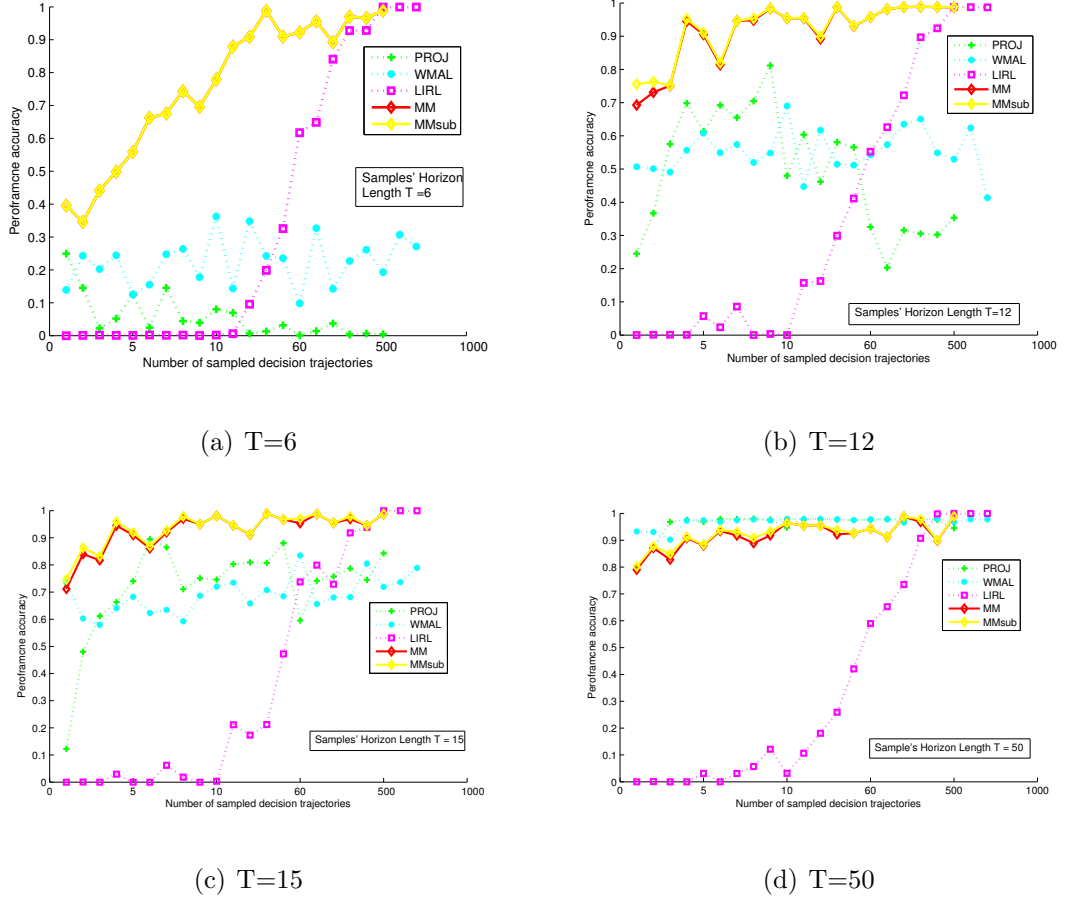 1
0.9
0.8
0.7
0.6
0.5
0.4
0.3
0.2
0.1
0
Peroframcne accuracy
PROJ
WMAL
LIRL
MM
MMsub
Samples' Horizon
Length T =6
0 5 10 60 500 1000
Number of sampled decision trajectories
(a) T=6
1
0.9
0.8
0.7
0.6
0.5
0.4
0.3
0.2
0.1
0
Peroframcne accuracy
PROJ
WMAL
LIRL
MM
MMsub
Samples' Horizon Length T=12
0 5 10 60 500 1000
Number of sampled decision trajectories
(b) T=12
1
0.9
0.8
0.7
0.6
0.5
0.4
0.3
0.2
0.1
0
Peroframcne accuracy
PROJ
WMAL
LIRL
MM
MMsub
Samples' Horizon Length T = 15
0 5 10 60 500 1000
Number of sampled decision trajectories
(c) T=15
1
0.9
0.8
0.7
0.6
0.5
0.4
0.3
0.2
0.1
0
Peroframcne accuracy
PROJ
WMAL
LIRL
MM
MMsub
Sample's Horizon Length T = 50
0 5 10 60 500 1000
Number of sampled decision trajectories
(d) T=50